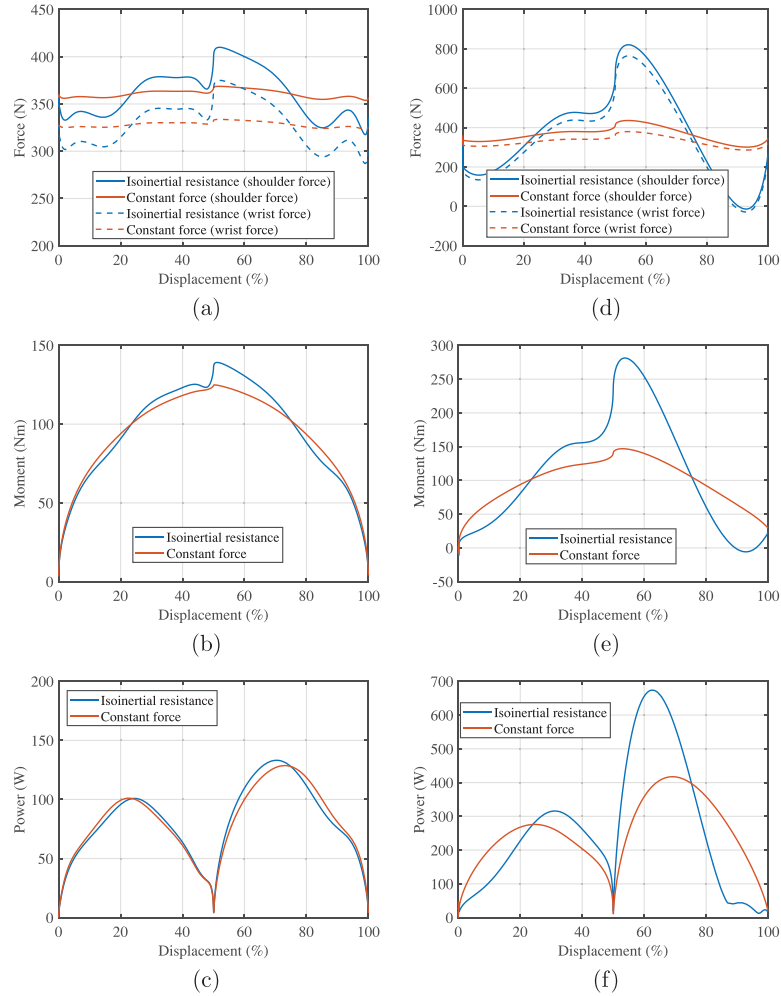 450
400
350
300
250
200
Force (N)
Isoinertial resistance (shoulder force)
Constant force (shoulder force)
Isoinertial resistance (wrist force)
Constant force (wrist force)
0 20 40 60 80 100
Displacement (%)
(a)
1000
800
600
400
200
0
-200
Force (N)
Isoinertial resistance (shoulder force)
Constant force (shoulder force)
Isoinertial resistance (wrist force)
Constant force (wrist force)
0 20 40 60 80 100
Displacement (%)
(d)
150
100
50
0
Moment (Nm)
Isoinertial resistance
Constant force
0 20 40 60 80 100
Displacement (%)
(b)
300
250
200
150
100
50
0
-50
Moment (Nm)
Isoinertial resistance
Constant force
0 20 40 60 80 100
Displacement (%)
(e)
200
150
100
50
0
Power (W)
Isoinertial resistance
Constant force
0 20 40 60 80 100
Displacement (%)
(c)
700
600
500
400
300
200
100
0
Power (W)
Isoinertial resistance
Constant force
0 20 40 60 80 100
Displacement (%)
(f)